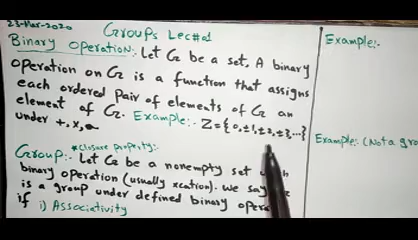 23-Mar-2020
Groups Lec#01
Binary Operation:- Let G be a set. A binary
operation on G is a function that assigns
each ordered pair of elements of G an
element of G. Example:- Z={0,±1,±2,±3,...}
under +,×,-
*closure property:-
Group:- Let G be a nonempty set with
binary operation (usually xcation). We say
is a group under defined binary opera
if i) Associativity
Example:-
Example: (Not a gro